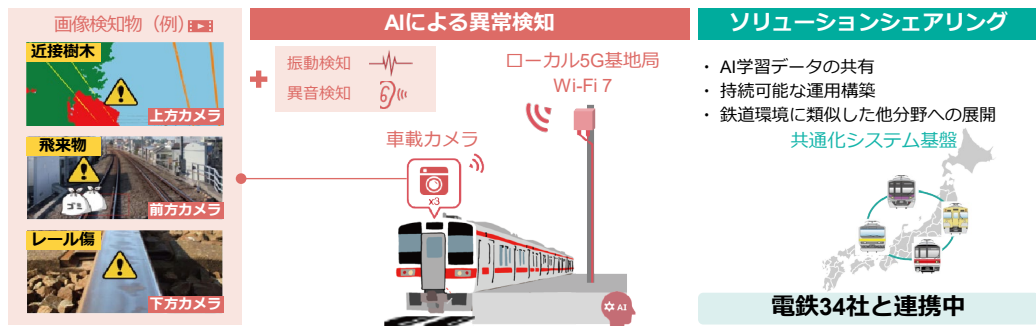 画像検知物（例）
近接樹木
上方カメラ
飛来物
ゴミ
前方カメラ
レール傷
下方カメラ
AIによる異常検知
振動検知
異音検知
ローカル5G基地局
Wi-Fi 7
車載カメラ
x3
AI
ソリューションシェアリング
・ AI学習データの共有
・ 持続可能な運用構築
・ 鉄道環境に類似した他分野への展開
共通化システム基盤
電鉄34社と連携中